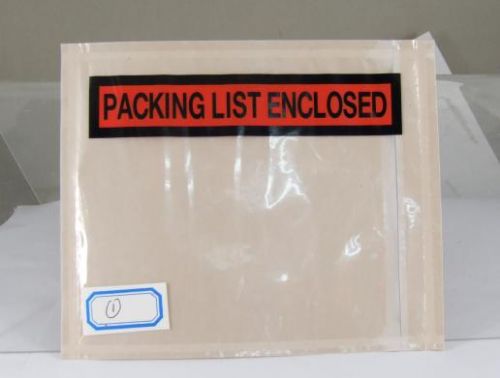 PACKING LIST ENCLOSED
①